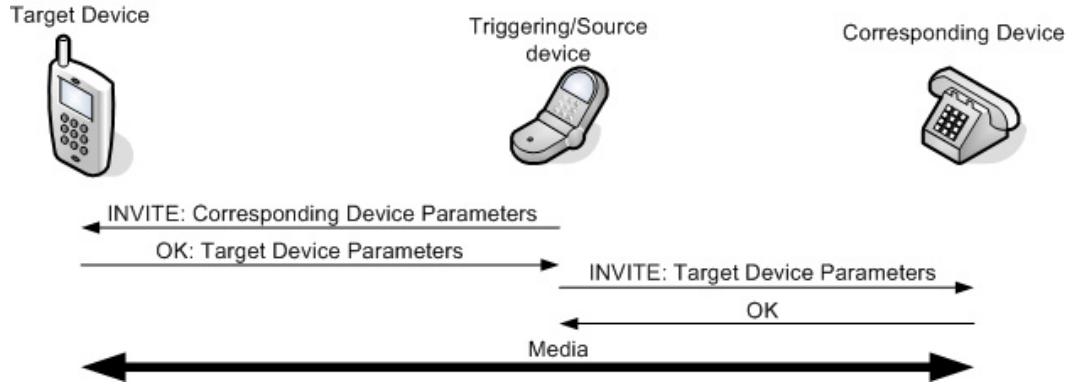 Target Device
Triggering/Source
device
Corresponding Device
INVITE: Corresponding Device Parameters
OK: Target Device Parameters
INVITE: Target Device Parameters
OK
Media